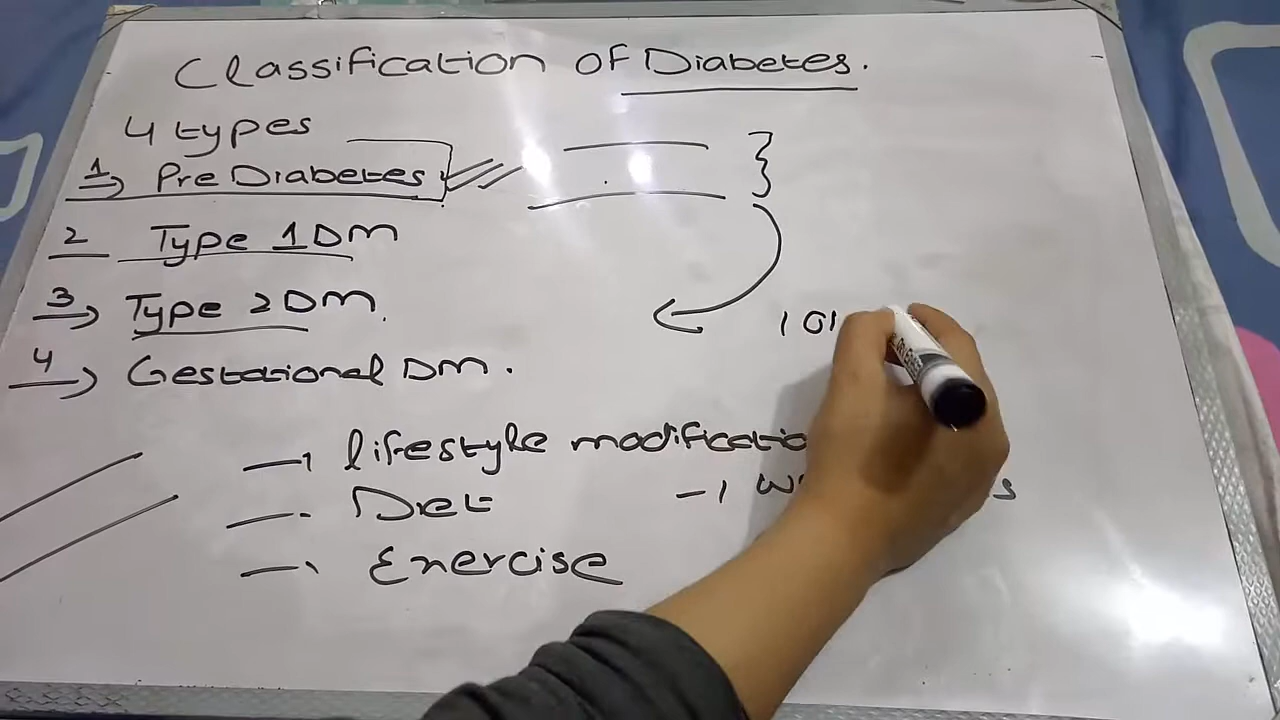 Classification of Diabetes.
4 types
1 Pre Diabetes
2 Type 1 DM
3 Type 2 DM.
4 Gestational DM.
101
lifestyle modificatio
Diet
Exercise